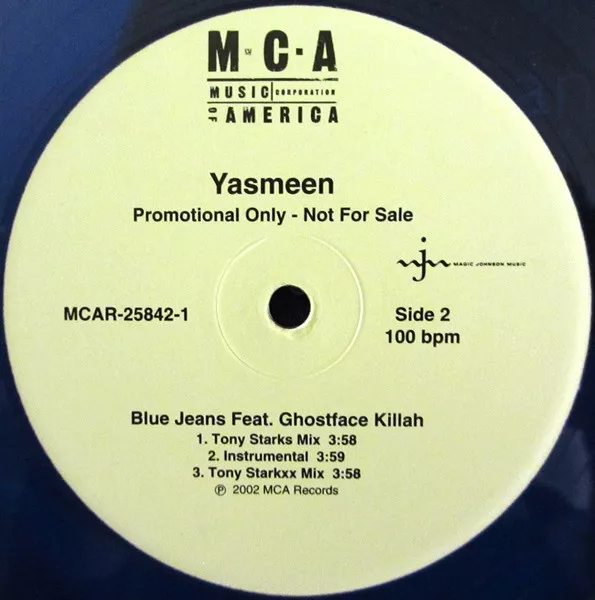 M·C·A
MUSIC CORPORATION
OF AMERICA
Yasmeen
Promotional Only - Not For Sale
mjm MAGIC JOHNSON MUSIC
MCAR-25842-1
Side 2
100 bpm
Blue Jeans Feat. Ghostface Killah
1. Tony Starks Mix 3:58
2. Instrumental 3:59
3. Tony Starkxx Mix 3:58
℗ 2002 MCA Records